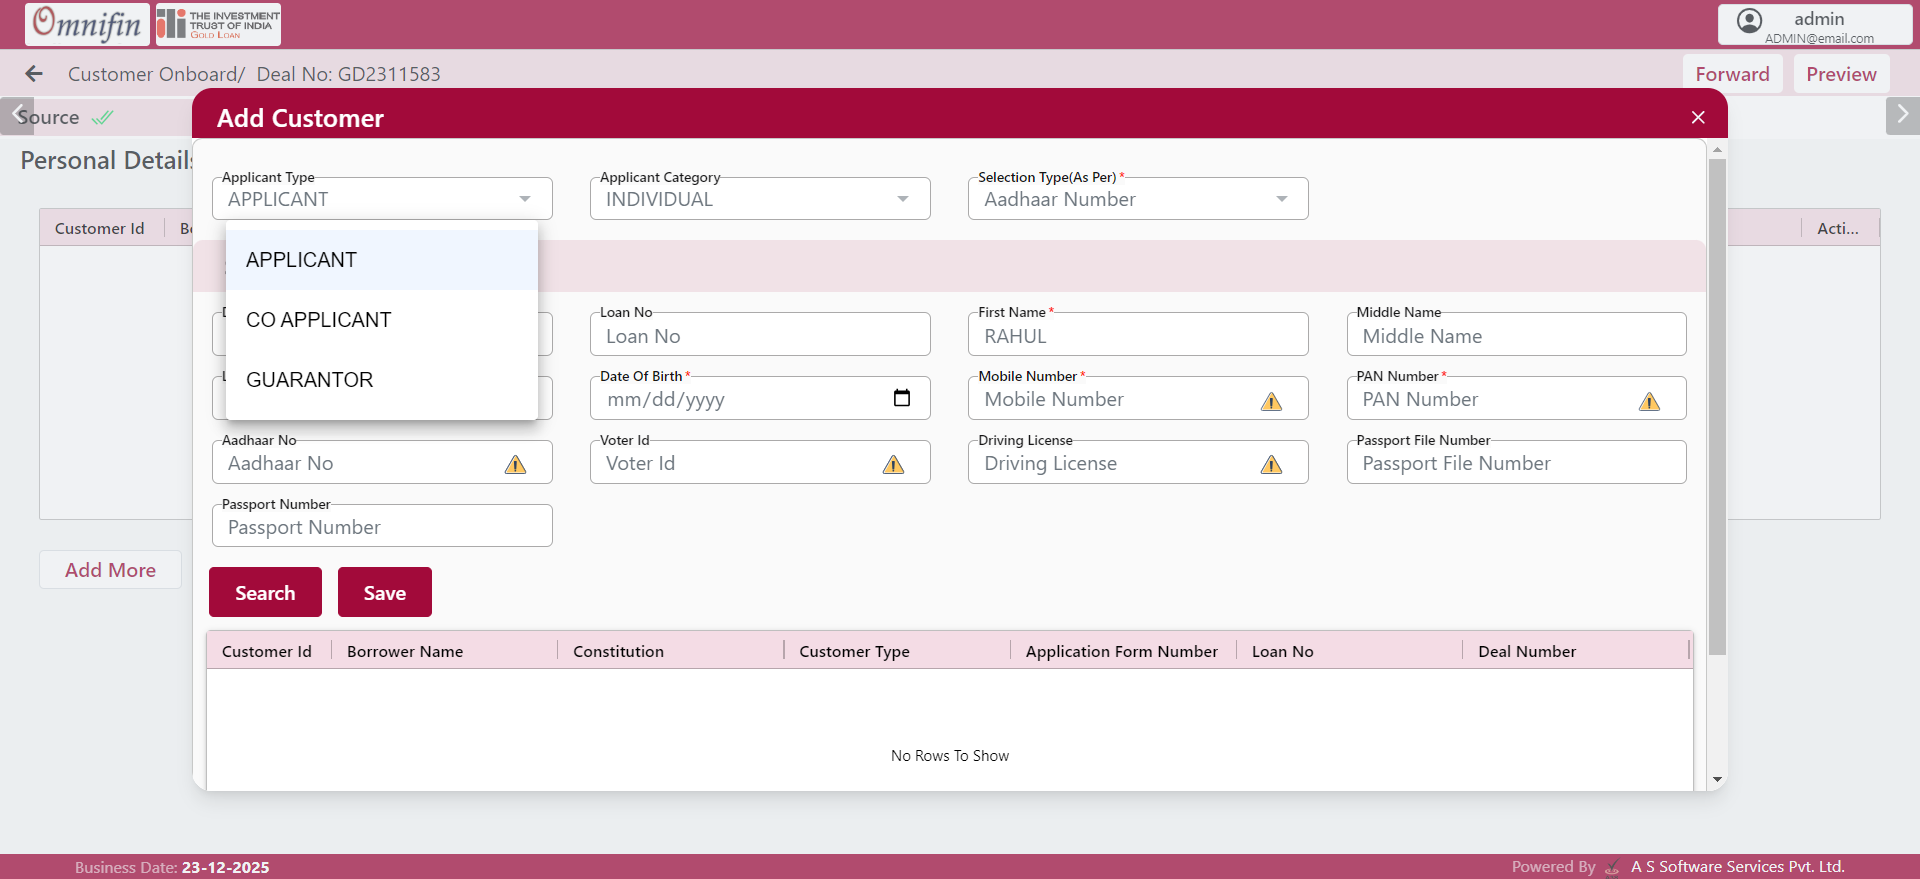 Omnifin
THE INVESTMENT
TRUST OF INDIA
GOLD LOAN
admin
ADMIN@email.com
Customer Onboard/ Deal No: GD2311583
Forward
Preview
Source
Add Customer
Personal Details
Applicant Type
APPLICANT
Applicant Category
INDIVIDUAL
Selection Type(As Per) *
Aadhaar Number
Customer Id
Acti...
APPLICANT
CO APPLICANT
GUARANTOR
Loan No
Loan No
First Name *
RAHUL
Middle Name
Middle Name
Date Of Birth *
mm/dd/yyyy
Mobile Number *
Mobile Number
PAN Number *
PAN Number
Aadhaar No
Aadhaar No
Voter Id
Voter Id
Driving License
Driving License
Passport File Number
Passport File Number
Passport Number
Passport Number
Add More
Search
Save
Customer Id
Borrower Name
Constitution
Customer Type
Application Form Number
Loan No
Deal Number
No Rows To Show
Business Date: 23-12-2025
Powered By A S Software Services Pvt. Ltd.